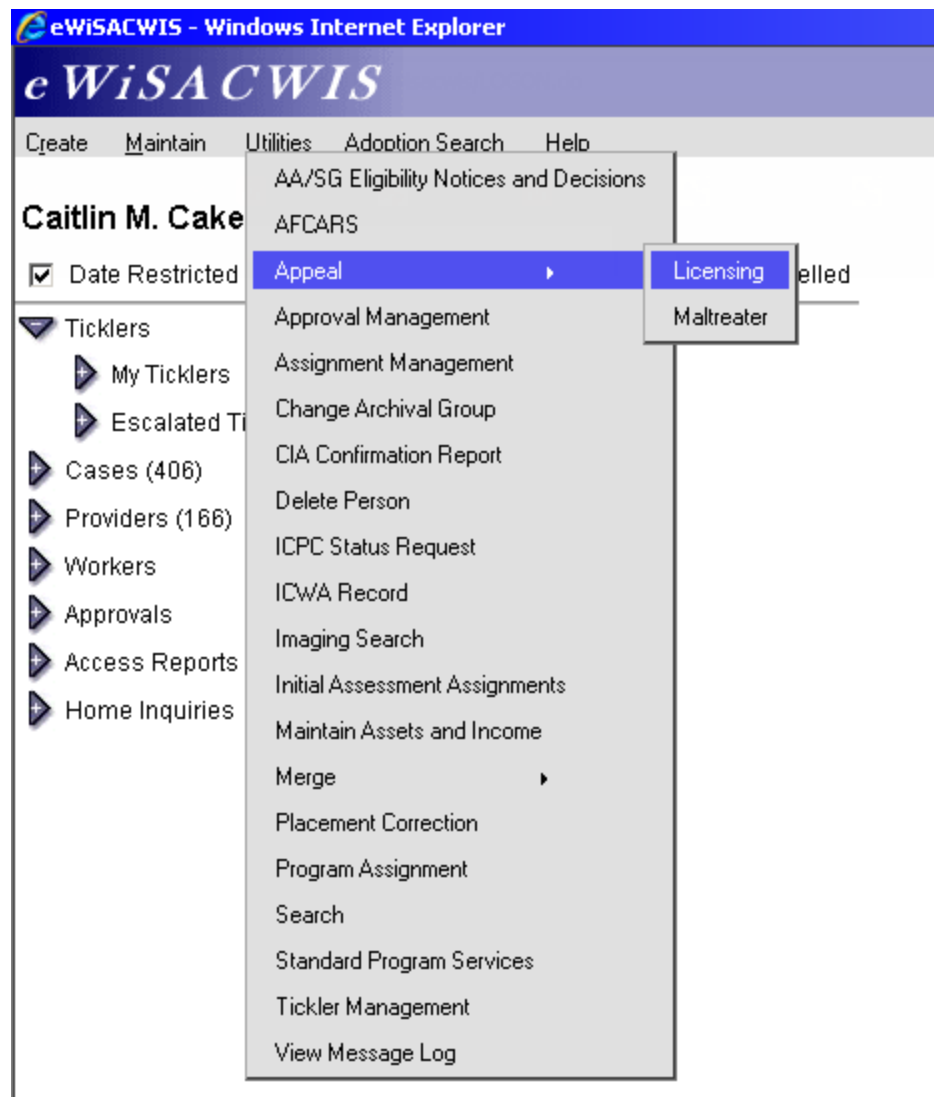 eWiSACWIS - Windows Internet Explorer
e WiSACWIS
Create Maintain Utilities Adoption Search Help
Caitlin M. Cake
Date Restricted
elled
Ticklers
My Ticklers
Escalated Ti
Cases (406)
Providers (166)
Workers
Approvals
Access Reports
Home Inquiries
AA/SG Eligibility Notices and Decisions
AFCARS
Appeal
Licensing
Maltreater
Approval Management
Assignment Management
Change Archival Group
CIA Confirmation Report
Delete Person
ICPC Status Request
ICWA Record
Imaging Search
Initial Assessment Assignments
Maintain Assets and Income
Merge
Placement Correction
Program Assignment
Search
Standard Program Services
Tickler Management
View Message Log